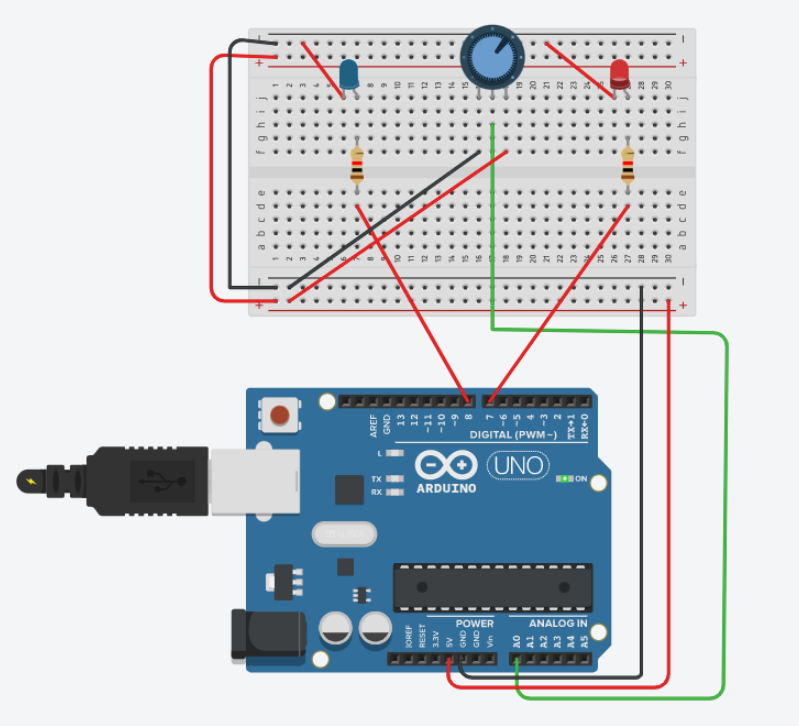 - -
+ +
1 2 3 4 5 6 7 8 9 10 11 12 13 14 15 16 17 18 19 20 21 22 23 24 25 26 27 28 29 30
j j
i i
h h
g g
f f
e e
d d
c c
b b
a a
1 2 3 4 5 6 7 8 9 10 11 12 13 14 15 16 17 18 19 20 21 22 23 24 25 26 27 28 29 30
- -
+ +
AREF GND 13 12 ~11 ~10 ~9 8 7 ~6 ~5 4 ~3 2 TX→1 RX←0
DIGITAL (PWM~)
L
TX
RX
UNO
ARDUINO
ON
POWER ANALOG IN
IOREF RESET 3.3V 5V GND GND Vin A0 A1 A2 A3 A4 A5